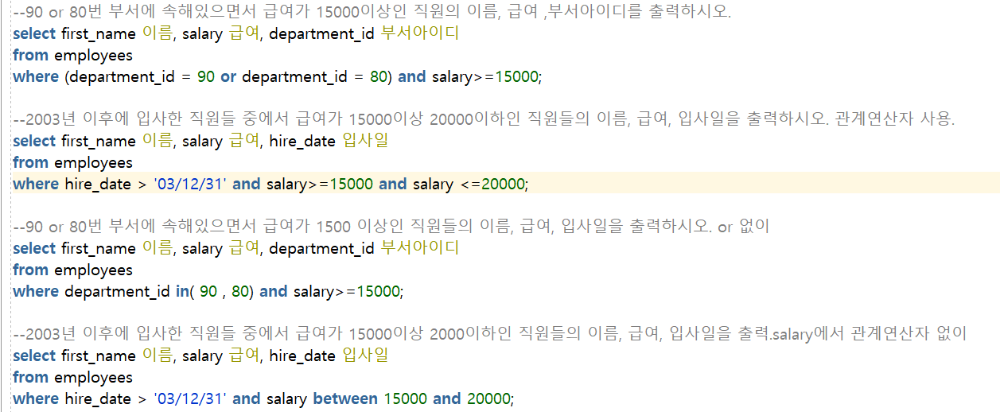 --90 or 80번 부서에 속해있으면서 급여가 15000이상인 직원의 이름, 급여 ,부서아이디를 출력하시오.
select first_name 이름, salary 급여, department_id 부서아이디
from employees
where (department_id = 90 or department_id = 80) and salary>=15000;
--2003년 이후에 입사한 직원들 중에서 급여가 15000이상 20000이하인 직원들의 이름, 급여, 입사일을 출력하시오. 관계연산자 사용.
select first_name 이름, salary 급여, hire_date 입사일
from employees
where hire_date > '03/12/31' and salary>=15000 and salary <=20000;
--90 or 80번 부서에 속해있으면서 급여가 1500 이상인 직원들의 이름, 급여, 입사일을 출력하시오. or 없이
select first_name 이름, salary 급여, department_id 부서아이디
from employees
where department_id in( 90 , 80) and salary>=15000;
--2003년 이후에 입사한 직원들 중에서 급여가 15000이상 2000이하인 직원들의 이름, 급여, 입사일을 출력.salary에서 관계연산자 없이
select first_name 이름, salary 급여, hire_date 입사일
from employees
where hire_date > '03/12/31' and salary between 15000 and 20000;